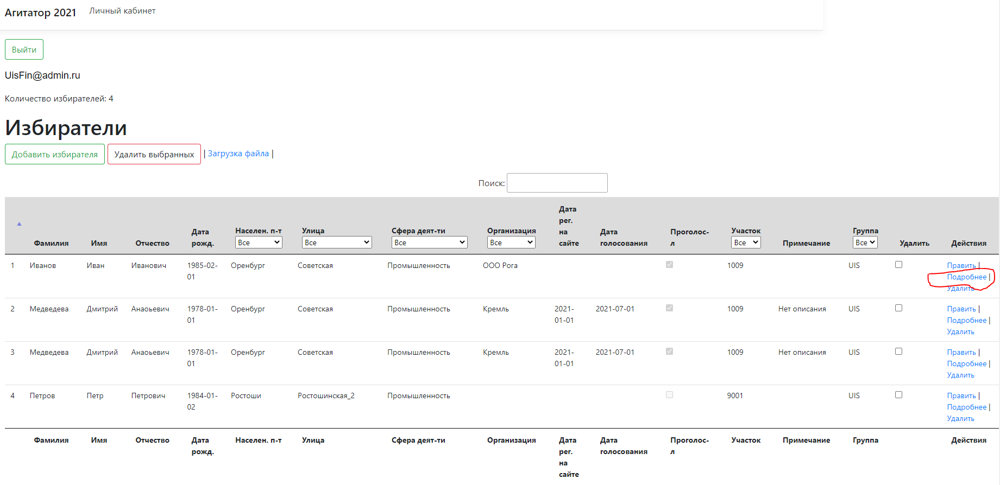 Агитатор 2021 Личный кабинет
Выйти
UisFin@admin.ru
Количество избирателей: 4
Избиратели
Добавить избирателя Удалить выбранных | Загрузка файла |
Поиск:
Фамилия Имя Отчество Дата рожд. Населен. п-т Все Улица Все Сфера деят-ти Все Организация Все Дата рег. на сайте Дата голосования Проголос-л Участок Все Примечание Группа Все Удалить Действия
1 Иванов Иван Иванович 1985-02-01 Оренбург Советская Промышленность ООО Рога 1009 UIS Править | Подробнее | Удалить
2 Медведева Дмитрий Анаоьевич 1978-01-01 Оренбург Советская Промышленность Кремль 2021-01-01 2021-07-01 1009 Нет описания UIS Править | Подробнее | Удалить
3 Медведева Дмитрий Анаоьевич 1978-01-01 Оренбург Советская Промышленность Кремль 2021-01-01 2021-07-01 1009 Нет описания UIS Править | Подробнее | Удалить
4 Петров Петр Петрович 1984-01-02 Ростоши Ростошинская_2 Промышленность 9001 UIS Править | Подробнее | Удалить
Фамилия Имя Отчество Дата рожд. Населен. п-т Улица Сфера деят-ти Организация Дата рег. на сайте Дата голосования Проголос-л Участок Примечание Группа Действия